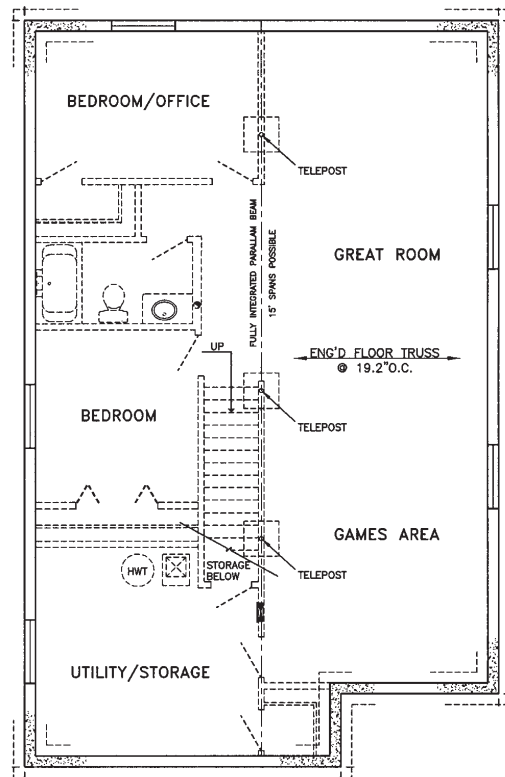 BEDROOM/OFFICE
TELEPOST
FULLY INTEGRATED PARALLAM BEAM
15' SPANS POSSIBLE
GREAT ROOM
UP
ENG'D FLOOR TRUSS
@ 19.2"O.C.
BEDROOM
TELEPOST
GAMES AREA
HWT
STORAGE
BELOW
TELEPOST
UTILITY/STORAGE